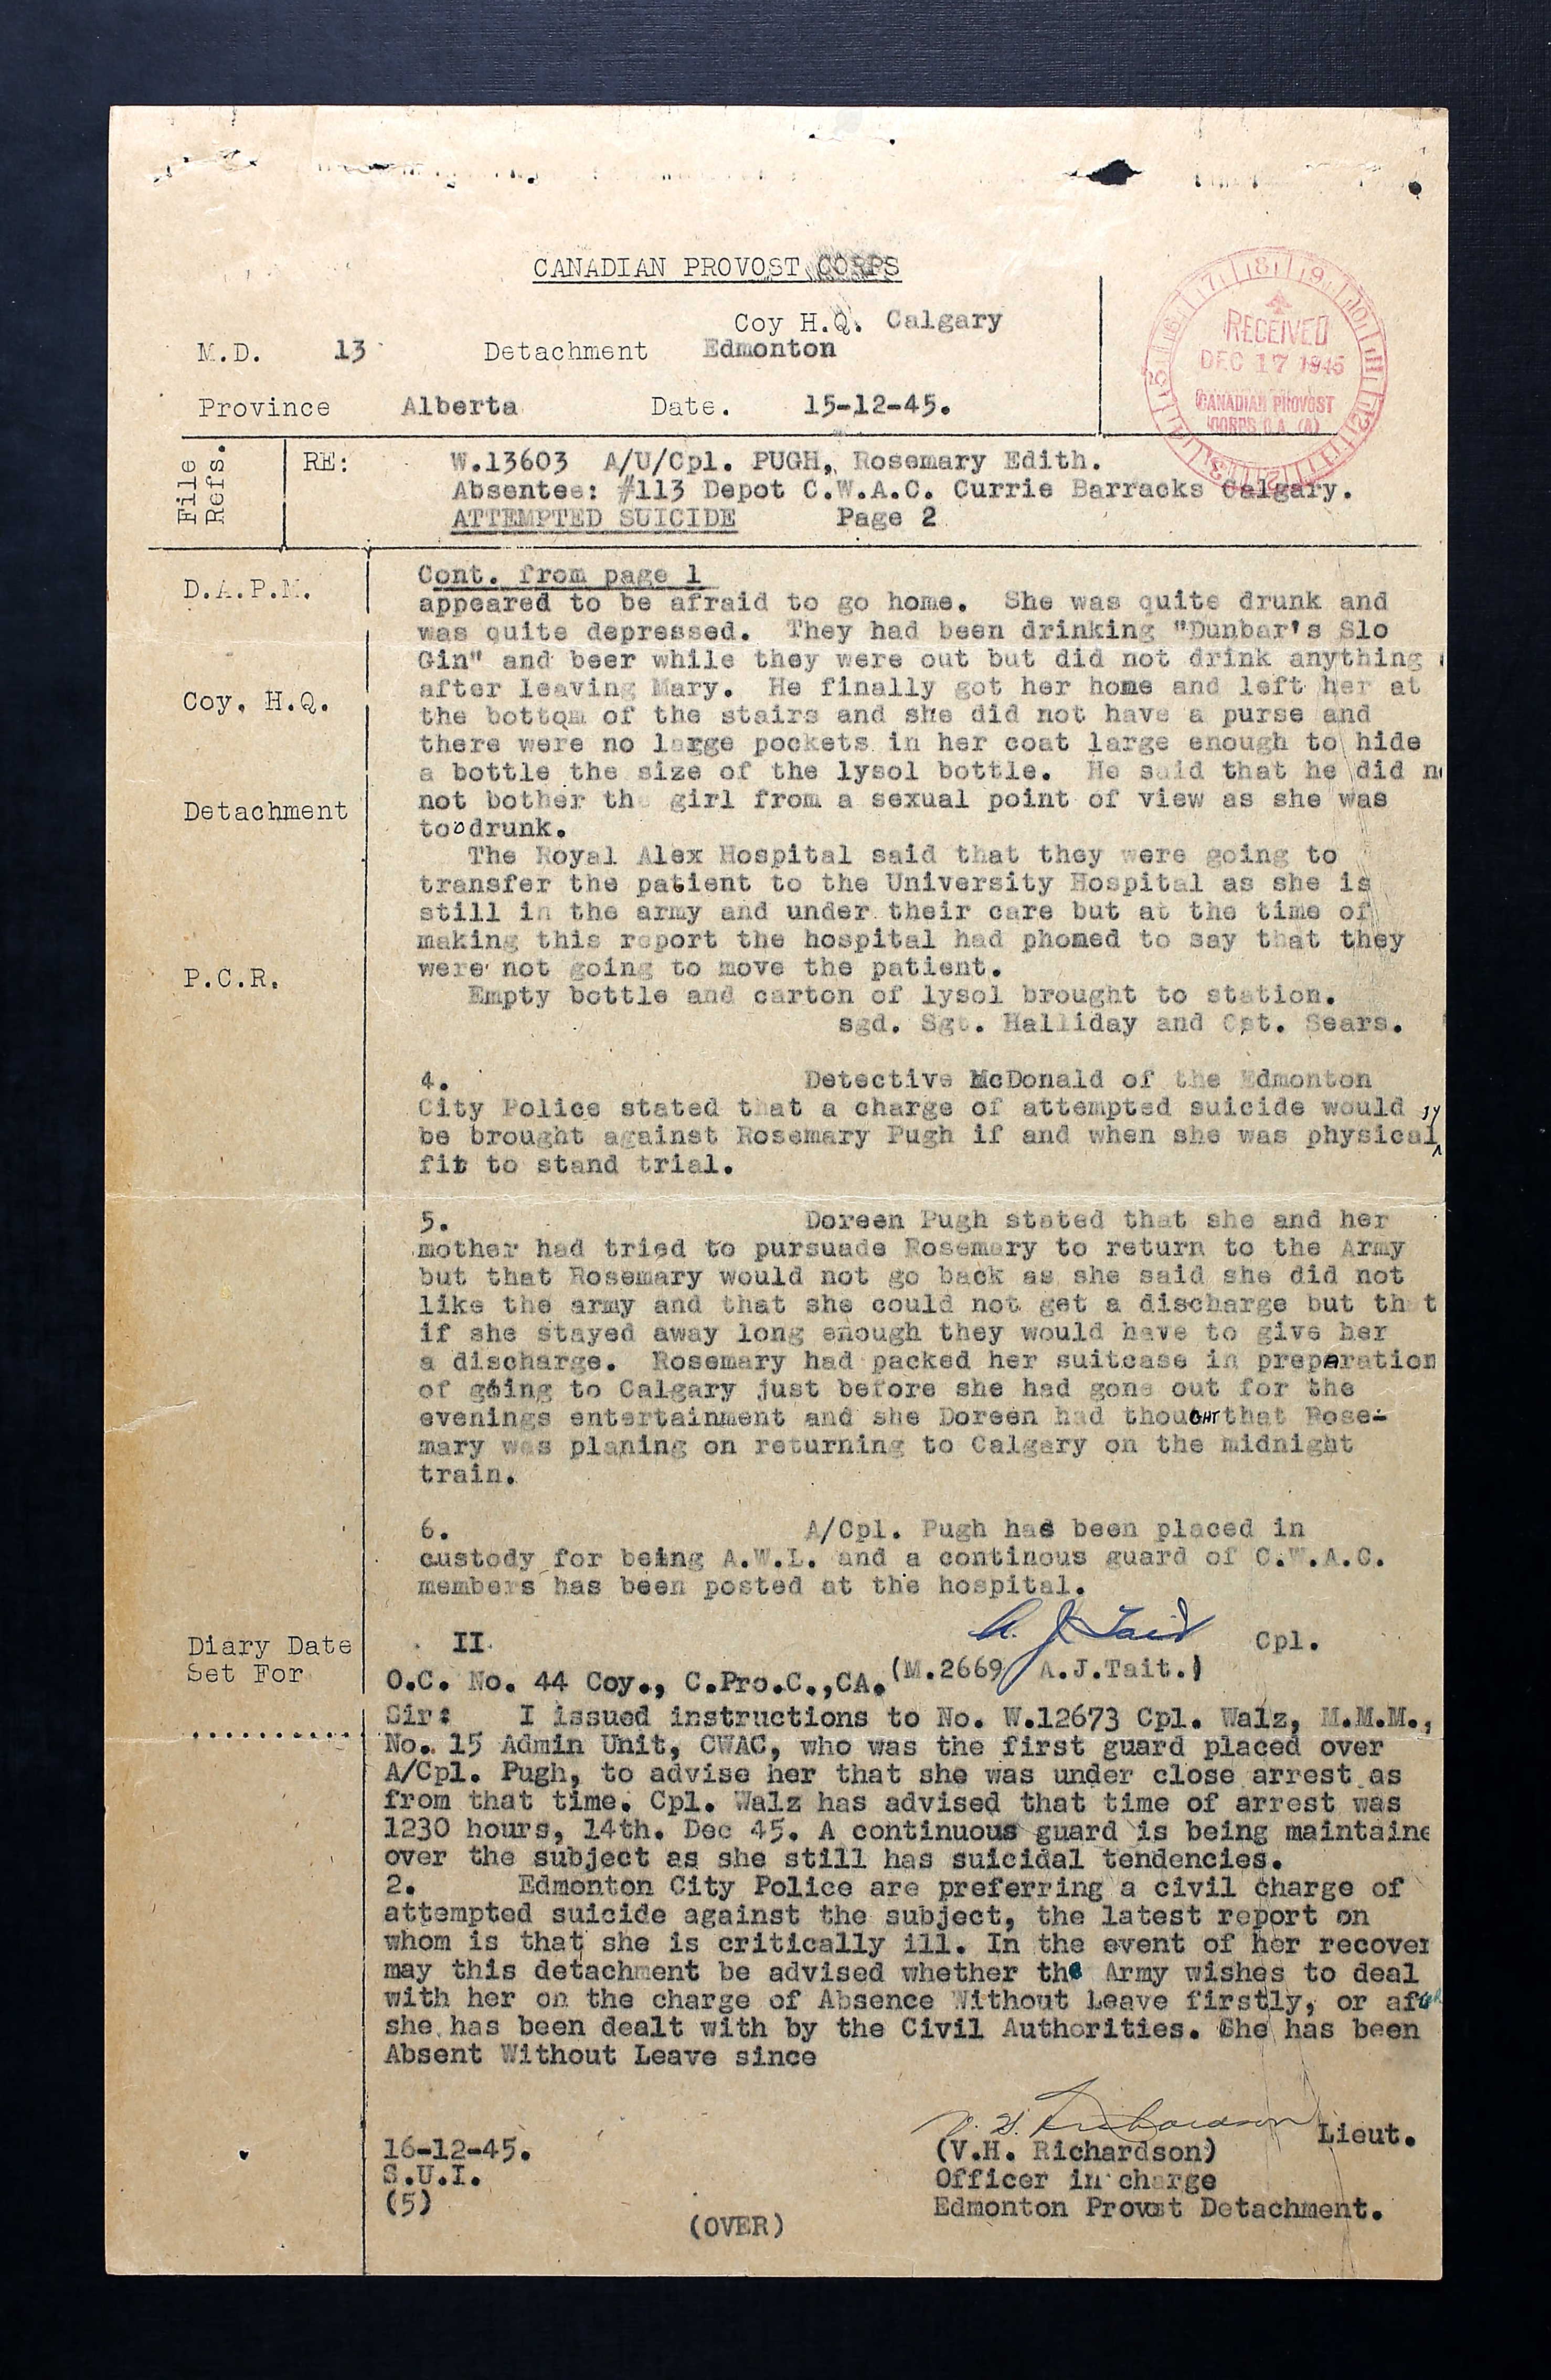 CANADIAN PROVOST CORPS
Coy H.Q. Calgary
M.D. 13 Detachment Edmonton
Province Alberta Date. 15-12-45.
RECEIVED
DEC 17 1945
CANADIAN PROVOST
CORPS C.A. (A)
File Refs.
RE: W.13603 A/U/Cpl. PUGH, Rosemary Edith.
Absentee: #113 Depot C.W.A.C. Currie Barracks Calgary.
ATTEMPTED SUICIDE Page 2
D.A.P.M.
Coy. H.Q.
Detachment
P.C.R.
Cont. from page 1
appeared to be afraid to go home. She was quite drunk and
was quite depressed. They had been drinking "Dunbar's Slo
Gin" and beer while they were out but did not drink anything
after leaving Mary. He finally got her home and left her at
the bottom of the stairs and she did not have a purse and
there were no large pockets in her coat large enough to hide
a bottle the size of the lysol bottle. He said that he did n
not bother the girl from a sexual point of view as she was
too drunk.
The Royal Alex Hospital said that they were going to
transfer the patient to the University Hospital as she is
still in the army and under their care but at the time of
making this report the hospital had phoned to say that they
were not going to move the patient.
Empty bottle and carton of lysol brought to station.
sgd. Sgt. Halliday and Cst. Sears.
4. Detective McDonald of the Edmonton
City Police stated that a charge of attempted suicide would
be brought against Rosemary Pugh if and when she was physically
fit to stand trial.
5. Doreen Pugh stated that she and her
mother had tried to pursuade Rosemary to return to the Army
but that Rosemary would not go back as she said she did not
like the army and that she could not get a discharge but that
if she stayed away long enough they would have to give her
a discharge. Rosemary had packed her suitcase in preparation
of going to Calgary just before she had gone out for the
evenings entertainment and she Doreen had thought that Rose-
mary was planing on returning to Calgary on the midnight
train.
6. A/Cpl. Pugh has been placed in
custody for being A.W.L. and a continous guard of C.W.A.C.
members has been posted at the hospital.
A. J. Tait Cpl.
(M.2669 A.J.Tait.)
Diary Date
Set For
..............
II
O.C. No. 44 Coy., C.Pro.C.,CA.
Sir: I issued instructions to No. W.12673 Cpl. Walz, M.M.M.,
No. 15 Admin Unit, CWAC, who was the first guard placed over
A/Cpl. Pugh, to advise her that she was under close arrest as
from that time. Cpl. Walz has advised that time of arrest was
1230 hours, 14th. Dec 45. A continuous guard is being maintaine
over the subject as she still has suicidal tendencies.
2. Edmonton City Police are preferring a civil charge of
attempted suicide against the subject, the latest report on
whom is that she is critically ill. In the event of her recover
may this detachment be advised whether the Army wishes to deal
with her on the charge of Absence Without Leave firstly, or after
she has been dealt with by the Civil Authorities. She has been
Absent Without Leave since
V. H. Richardson Lieut.
(V.H. Richardson)
Officer in charge
Edmonton Provost Detachment.
16-12-45.
S.U.I.
(5)
(OVER)